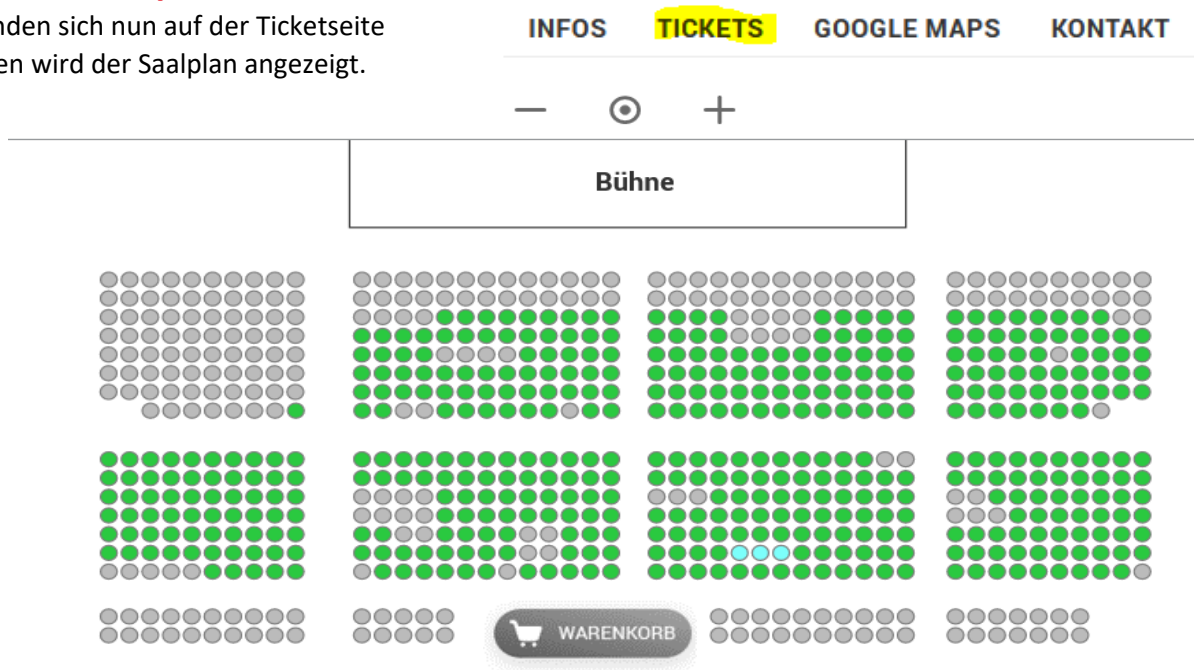 nden sich nun auf der Ticketseite
en wird der Saalplan angezeigt.
INFOS TICKETS GOOGLE MAPS KONTAKT
Bühne
WARENKORB